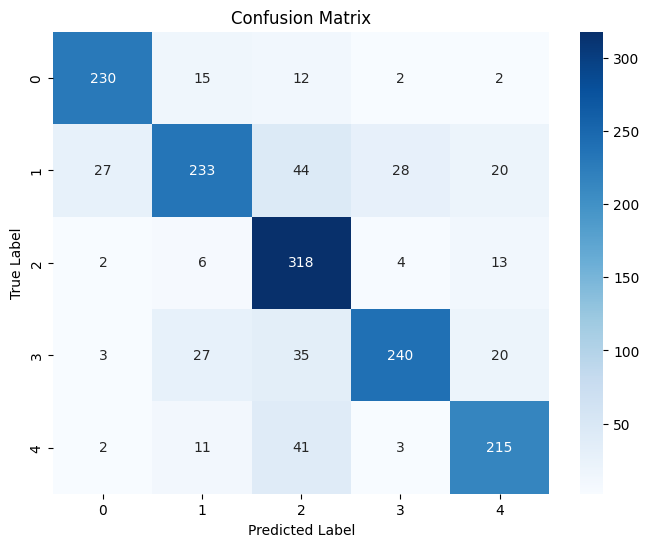 Confusion Matrix
0 230 15 12 2 2
1 27 233 44 28 20
2 2 6 318 4 13
3 3 27 35 240 20
4 2 11 41 3 215
0 1 2 3 4
True Label
Predicted Label
300
250
200
150
100
50